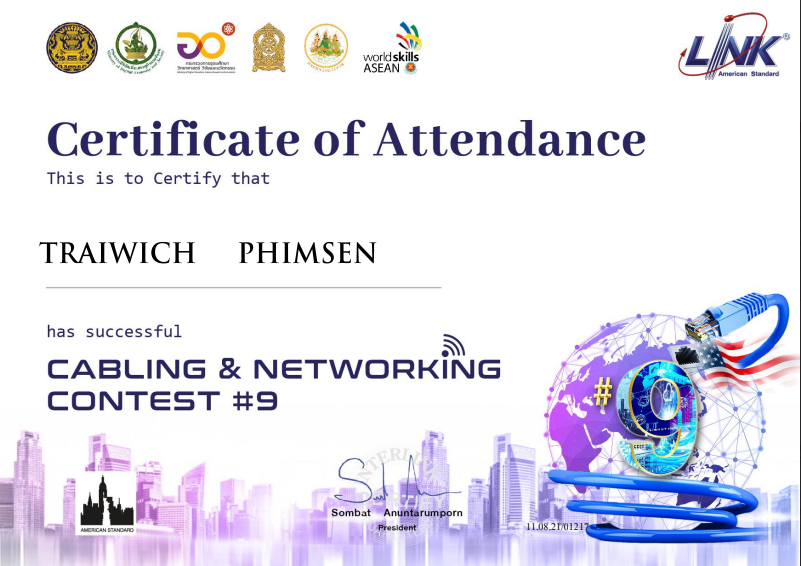 worldskills
ASEAN
LINK
®
American Standard
Certificate of Attendance
This is to Certify that
TRAIWICH PHIMSEN
has successful
CABLING & NETWORKING
CONTEST #9
#9
AMERICAN STANDARD
Sombat Anuntarumporn
President
11.08.21/01217